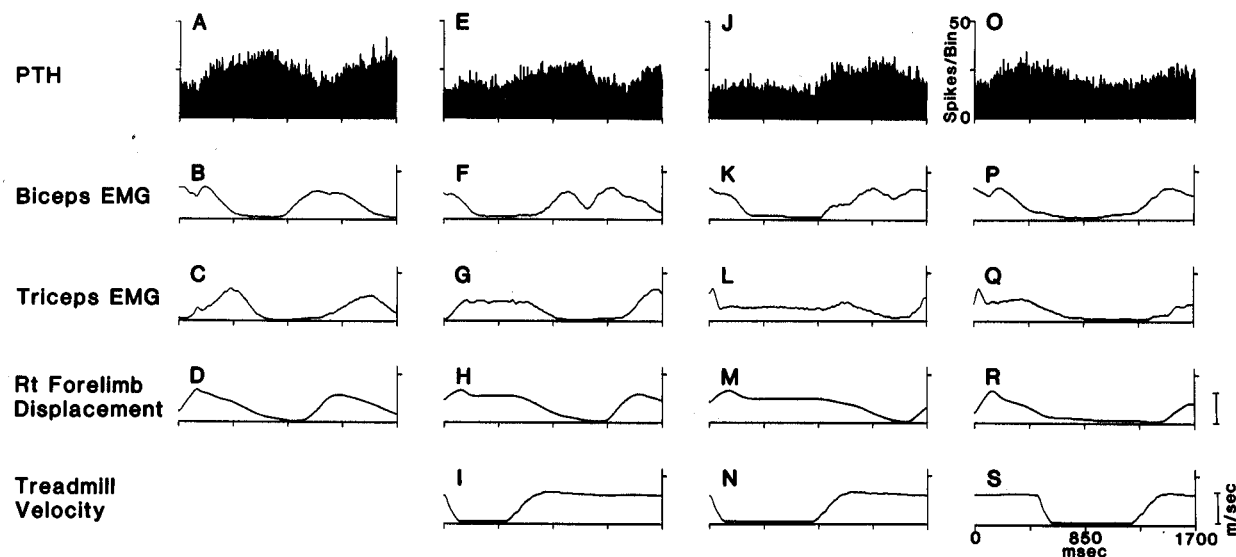 A E J O
PTH
50
Spikes/Bin
0
B F K P
Biceps EMG
C G L Q
Triceps EMG
D H M R
Rt Forelimb
Displacement
I N S
Treadmill
Velocity
m/sec
0 850 1700
msec